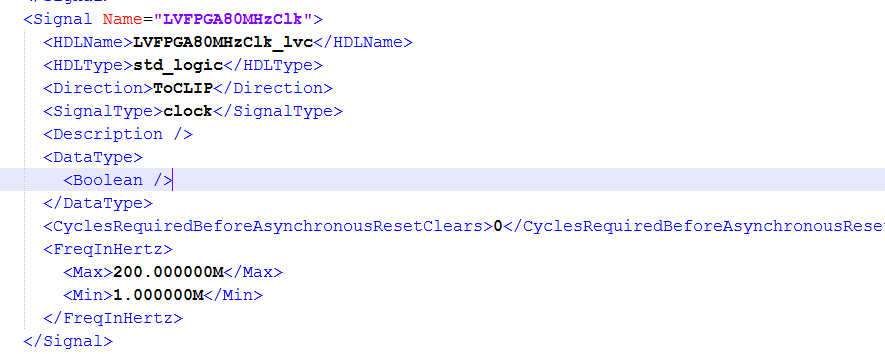 <Signal Name="LVFPGA80MHzClk">
<HDLName>LVFPGA80MHzClk_lvc</HDLName>
<HDLType>std_logic</HDLType>
<Direction>ToCLIP</Direction>
<SignalType>clock</SignalType>
<Description />
<DataType>
<Boolean />
</DataType>
<CyclesRequiredBeforeAsynchronousResetClears>0</CyclesRequiredBeforeAsynchronousReset
<FreqInHertz>
<Max>200.000000M</Max>
<Min>1.000000M</Min>
</FreqInHertz>
</Signal>